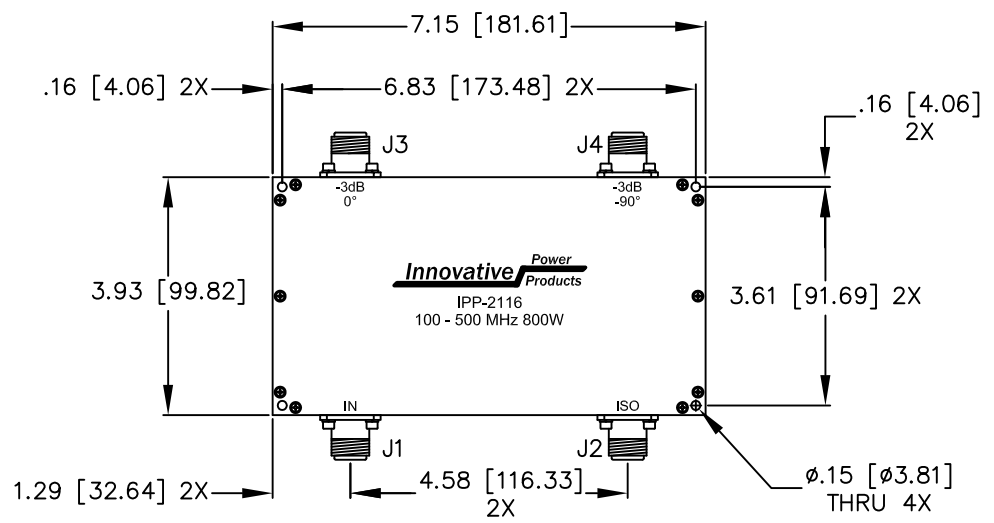 7.15 [181.61]
.16 [4.06] 2X
6.83 [173.48] 2X
.16 [4.06]
2X
J3
J4
-3dB
0°
-3dB
-90°
3.93 [99.82]
Innovative Power
Products
IPP-2116
100 - 500 MHz 800W
3.61 [91.69] 2X
IN
ISO
J1
J2
1.29 [32.64] 2X
4.58 [116.33]
2X
ø.15 [ø3.81]
THRU 4X